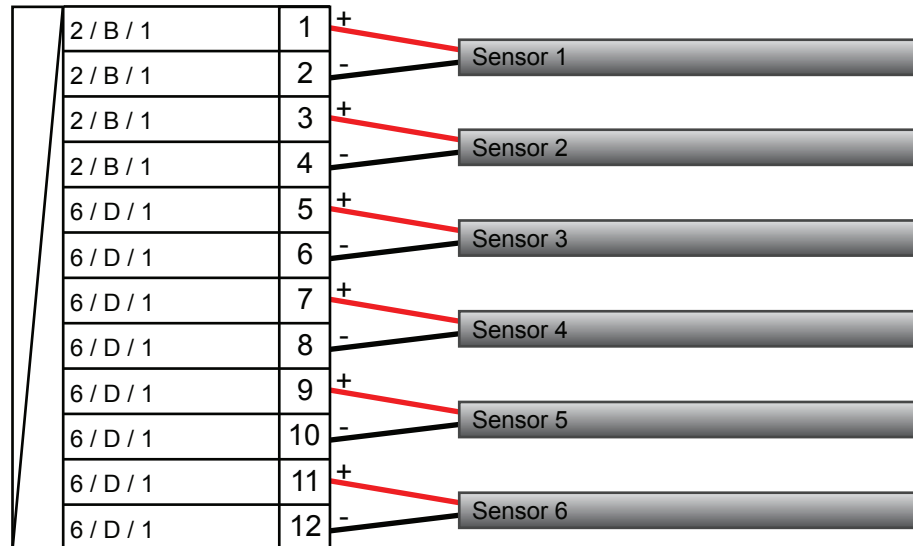 2 / B / 1 1 +
Sensor 1
2 / B / 1 2 -
2 / B / 1 3 +
Sensor 2
2 / B / 1 4 -
6 / D / 1 5 +
Sensor 3
6 / D / 1 6 -
6 / D / 1 7 +
Sensor 4
6 / D / 1 8 -
6 / D / 1 9 +
Sensor 5
6 / D / 1 10 -
6 / D / 1 11 +
Sensor 6
6 / D / 1 12 -